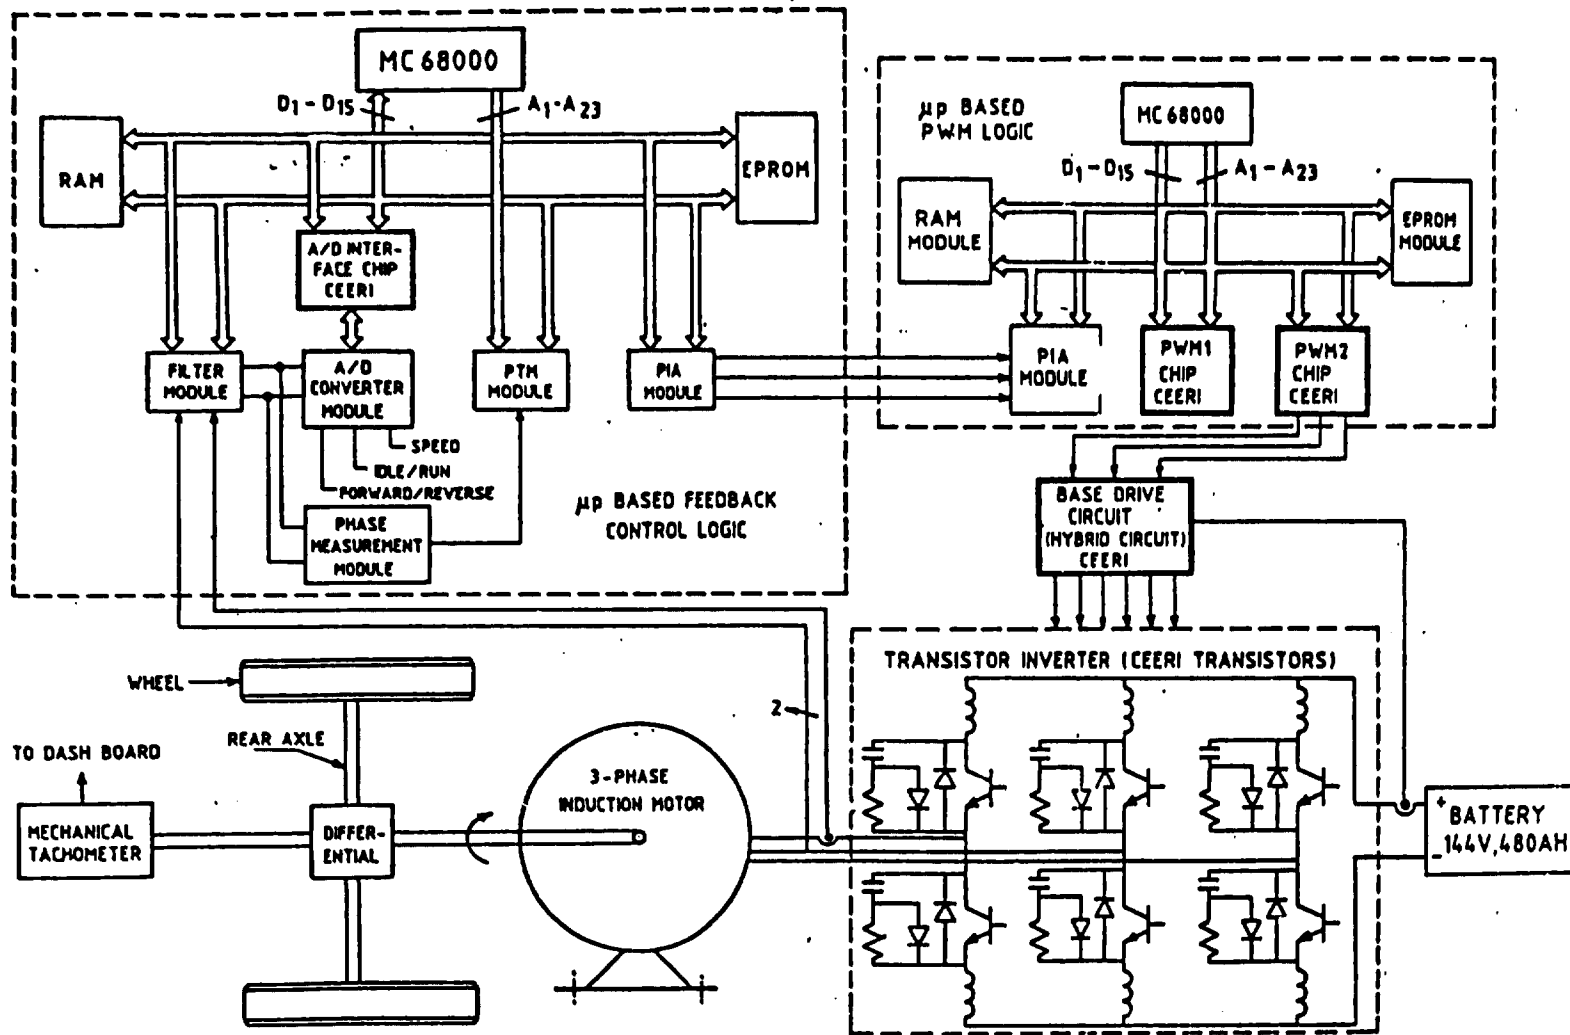 MC 68000
D1-D15
A1-A23
RAM
EPROM
A/D INTER-
FACE CHIP
CEERI
FILTER
MODULE
A/D
CONVERTER
MODULE
PTM
MODULE
PIA
MODULE
SPEED
IDLE/RUN
FORWARD/REVERSE
PHASE
MEASUREMENT
MODULE
μp BASED FEEDBACK
CONTROL LOGIC
μp BASED
PWM LOGIC
MC 68000
D1-D15
A1-A23
RAM
MODULE
EPROM
MODULE
PIA
MODULE
PWM1
CHIP
CEERI
PWM2
CHIP
CEERI
BASE DRIVE
CIRCUIT
(HYBRID CIRCUIT)
CEERI
TRANSISTOR INVERTER (CEERI TRANSISTORS)
WHEEL
REAR AXLE
TO DASH BOARD
MECHANICAL
TACHOMETER
DIFFER-
ENTIAL
3-PHASE
INDUCTION MOTOR
2
+
BATTERY
144V, 480AH
-